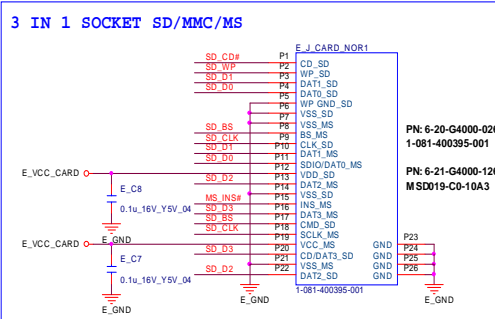 3 IN 1 SOCKET SD/MMC/MS
E_J_CARD_NOR1
SD_CD# P1 CD_SD
SD_WP P2 WP_SD
SD_D1 P3 DAT1_SD
SD_D0 P4 DAT0_SD
P5 WP GND_SD
P6 VSS_SD
P7 VSS_MS
SD_BS P8 BS_MS
SD_CLK P9 CLK_SD
SD_D1 P10 DAT1_MS
SD_D0 P11 SDIO/DAT0_MS
E_VCC_CARD P12 VDD_SD
SD_D2 P13 DAT2_MS
P14 VSS_SD
MS_INS# P15 INS_MS
SD_D3 P16 DAT3_MS
SD_BS P17 CMD_SD
SD_CLK P18 SCLK_MS
E_VCC_CARD P19 VCC_MS
SD_D3 P20 CD/DAT3_SD
P21 VSS_MS
SD_D2 P22 DAT2_SD
GND P23
GND P24
GND P25
GND P26
1-081-400395-001
PN: 6-20-G4000-026
1-081-400395-001
PN: 6-21-G4000-126
MSD019-C0-10A3
E_C8
0.1u_16V_Y5V_04
E_GND
E_C7
0.1u_16V_Y5V_04
E_GND
E_GND
E_GND